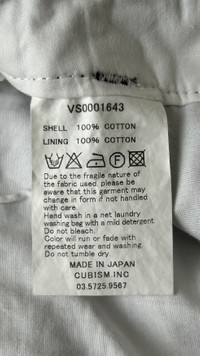 VS0001643
SHELL 100% COTTON
LINING 100% COTTON
Due to the fragile nature of
the fabric used, please be
aware that this garment may
change in form if not handled
with care.
Hand wash in a net laundry
washing bag with a mild detergent.
Do not bleach.
Color will run or fade with
repeated wear and washing.
Do not tumble dry
MADE IN JAPAN
CUBISM.INC
03.5725.9567